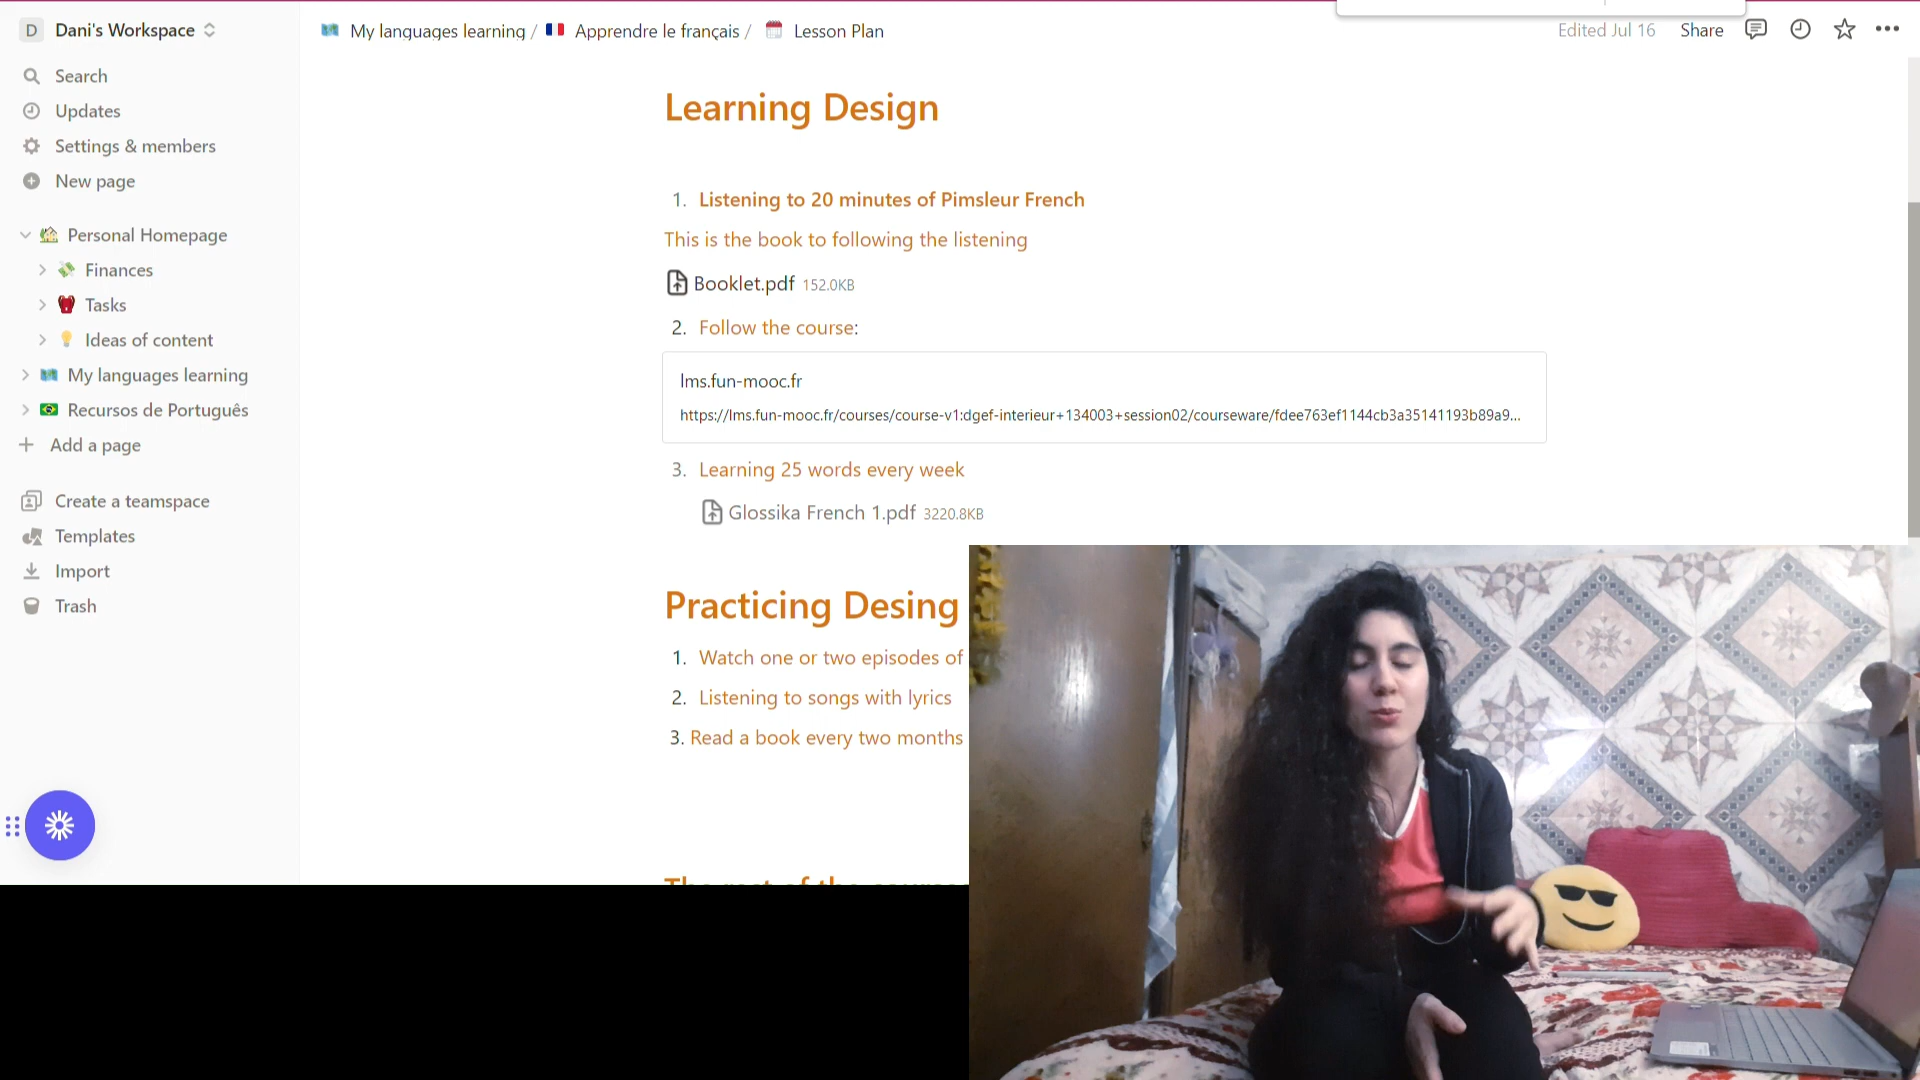 D Dani's Workspace
Search
Updates
Settings & members
New page
Personal Homepage
Finances
Tasks
Ideas of content
My languages learning
Recursos de Português
Add a page
Create a teamspace
Templates
Import
Trash
My languages learning / Apprendre le français / Lesson Plan
Edited Jul 16 Share
Learning Design
1. Listening to 20 minutes of Pimsleur French
This is the book to following the listening
Booklet.pdf 152.0KB
2. Follow the course:
lms.fun-mooc.fr
https://lms.fun-mooc.fr/courses/course-v1:dgef-interieur+134003+session02/courseware/fdee763ef1144cb3a35141193b89a9...
3. Learning 25 words every week
Glossika French 1.pdf 3220.8KB
Practicing Desing
1. Watch one or two episodes of
2. Listening to songs with lyrics
3. Read a book every two months